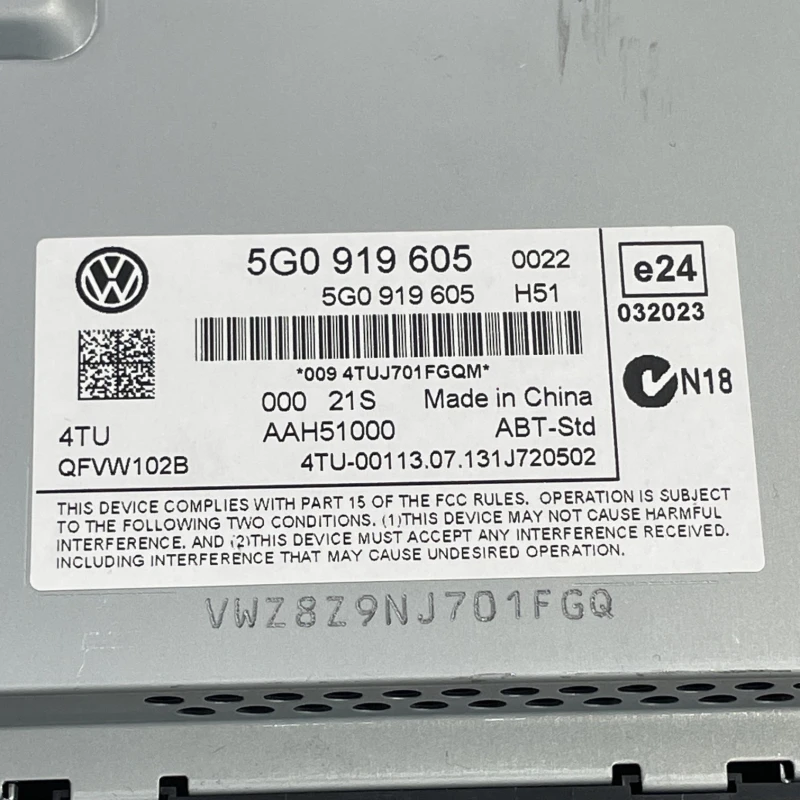 5G0 919 605 0022
5G0 919 605 H51
*009 4TUJ701FGQM*
000 21S Made in China
4TU AAH51000 ABT-Std
QFVW102B 4TU-00113.07.131J720502
e24
032023
N18
THIS DEVICE COMPLIES WITH PART 15 OF THE FCC RULES. OPERATION IS SUBJECT
TO THE FOLLOWING TWO CONDITIONS. (1)THIS DEVICE MAY NOT CAUSE HARMFUL
INTERFERENCE. AND (2)THIS DEVICE MUST ACCEPT ANY INTERFERENCE RECEIVED.
INCLUDING INTERFERENCE THAT MAY CAUSE UNDESIRED OPERATION.
VWZ8Z9NJ701FGQ